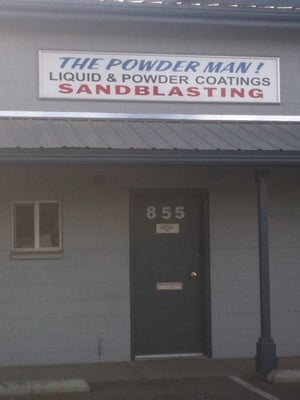 THE POWDER MAN!
LIQUID & POWDER COATINGS
SANDBLASTING
855